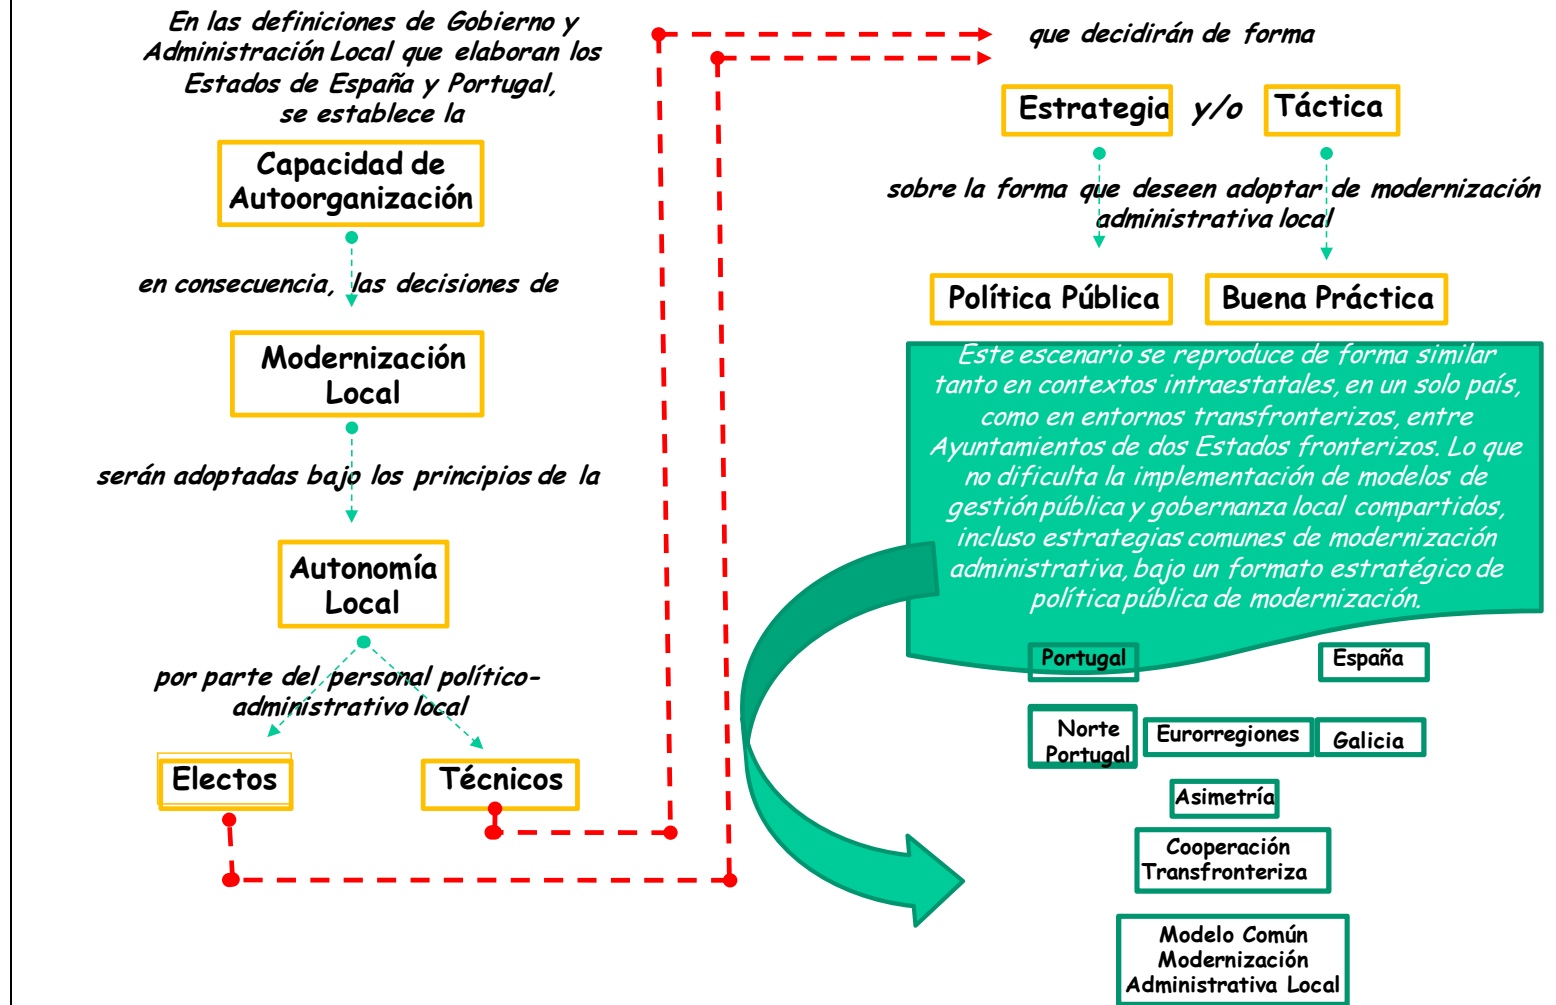 En las definiciones de Gobierno y
Administración Local que elaboran los
Estados de España y Portugal,
se establece la
Capacidad de
Autoorganización
en consecuencia, las decisiones de
Modernización
Local
serán adoptadas bajo los principios de la
Autonomía
Local
por parte del personal político-
administrativo local
Electos
Técnicos
que decidirán de forma
Estrategia y/o Táctica
sobre la forma que deseen adoptar de modernización
administrativa local
Política Pública
Buena Práctica
Este escenario se reproduce de forma similar
tanto en contextos intraestatales, en un solo país,
como en entornos transfronterizos, entre
Ayuntamientos de dos Estados fronterizos. Lo que
no dificulta la implementación de modelos de
gestión pública y gobernanza local compartidos,
incluso estrategias comunes de modernización
administrativa, bajo un formato estratégico de
política pública de modernización.
Portugal
España
Norte
Portugal
Eurorregiones
Galicia
Asimetría
Cooperación
Transfronteriza
Modelo Común
Modernización
Administrativa Local